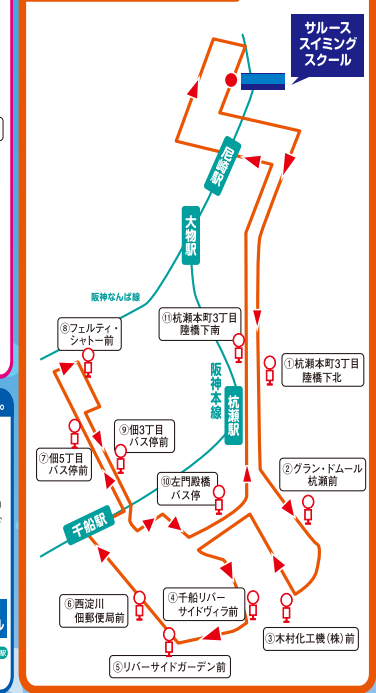 サルース
スイミング
スクール
尼崎駅
大物駅
阪神なんば線
⑪杭瀬本町3丁目
陸橋下南
⑧フェルティ・
シャトー前
①杭瀬本町3丁目
陸橋下北
阪神本線
杭瀬駅
⑨佃3丁目
バス停前
⑦佃5丁目
バス停前
②グラン・ドムール
杭瀬前
⑩左門殿橋
バス停
千船駅
⑥西淀川
佃郵便局前
④千船リバー
サイドヴィラ前
③木村化工機(株)前
⑤リバーサイドガーデン前